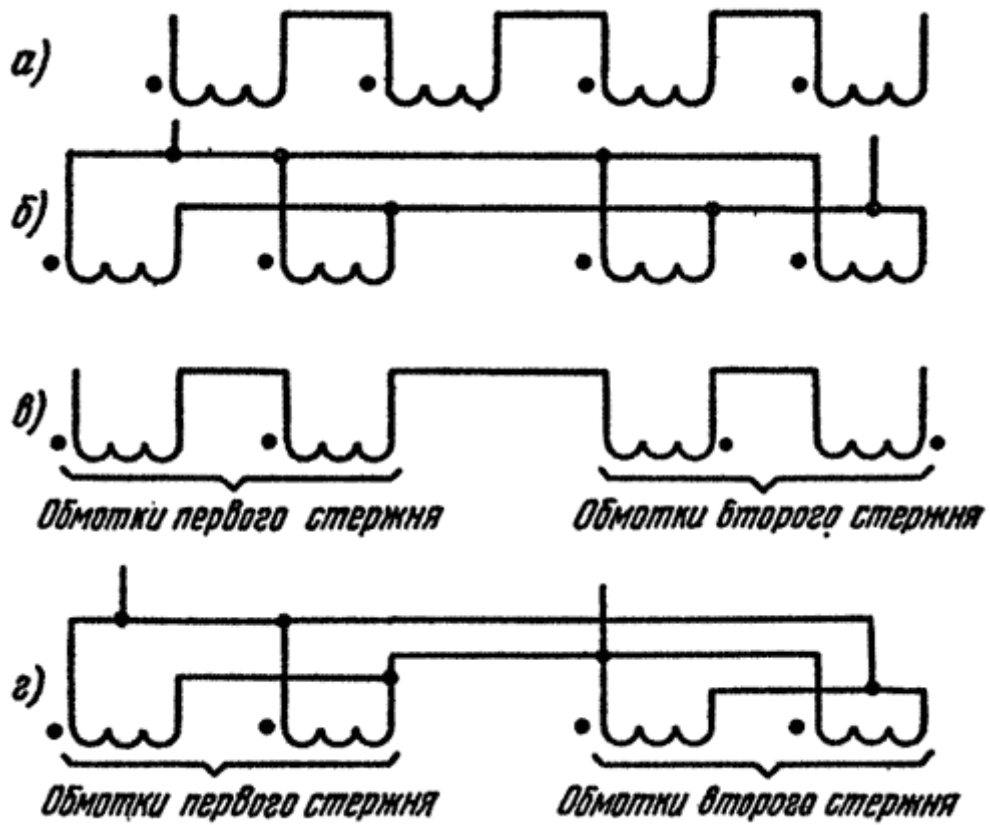 а)
б)
в)
Обмотки первого стержня
Обмотки второго стержня
г)
Обмотки первого стержня
Обмотки второго стержня